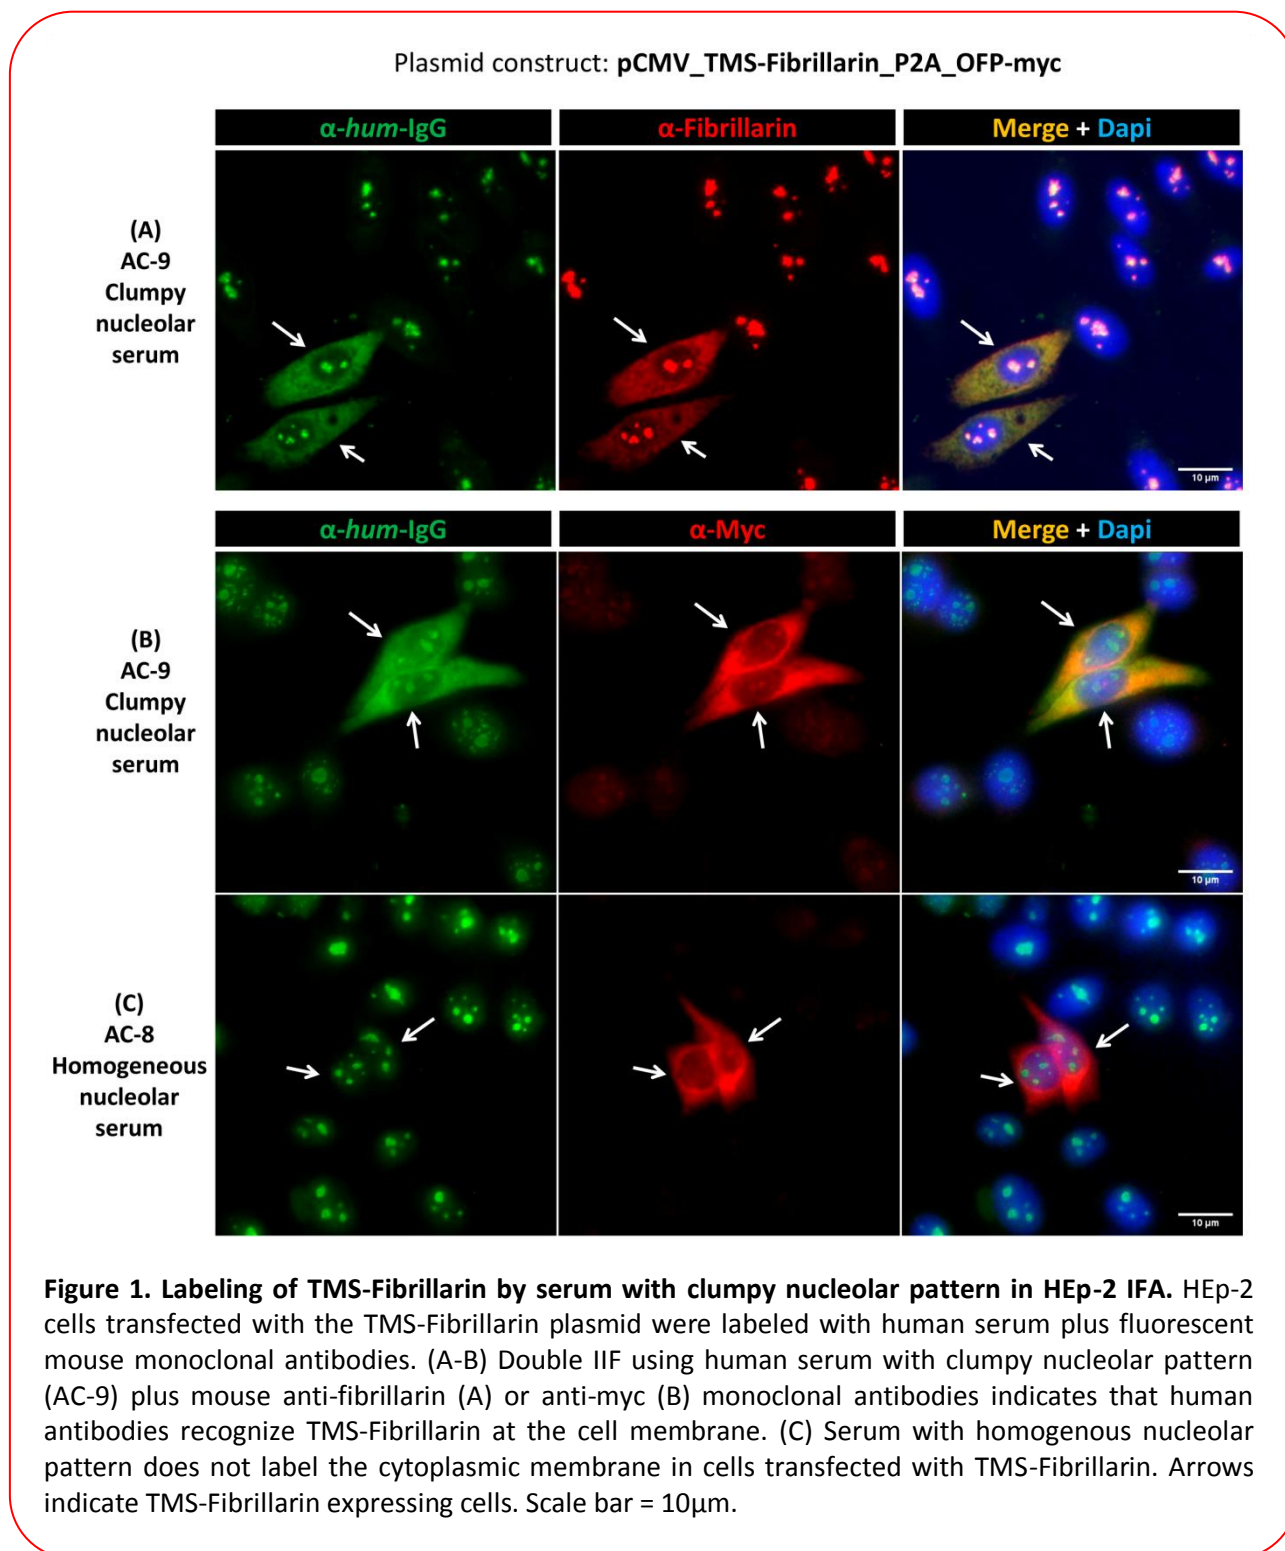 Plasmid construct: pCMV_TMS-Fibrillarin_P2A_OFP-myc
α-hum-IgG
α-Fibrillarin
Merge + Dapi
(A)
AC-9
Clumpy
nucleolar
serum
10 µm
α-hum-IgG
α-Myc
Merge + Dapi
(B)
AC-9
Clumpy
nucleolar
serum
10 µm
(C)
AC-8
Homogeneous
nucleolar
serum
10 µm
Figure 1. Labeling of TMS-Fibrillarin by serum with clumpy nucleolar pattern in HEp-2 IFA. HEp-2
cells transfected with the TMS-Fibrillarin plasmid were labeled with human serum plus fluorescent
mouse monoclonal antibodies. (A-B) Double IIF using human serum with clumpy nucleolar pattern
(AC-9) plus mouse anti-fibrillarin (A) or anti-myc (B) monoclonal antibodies indicates that human
antibodies recognize TMS-Fibrillarin at the cell membrane. (C) Serum with homogenous nucleolar
pattern does not label the cytoplasmic membrane in cells transfected with TMS-Fibrillarin. Arrows
indicate TMS-Fibrillarin expressing cells. Scale bar = 10µm.